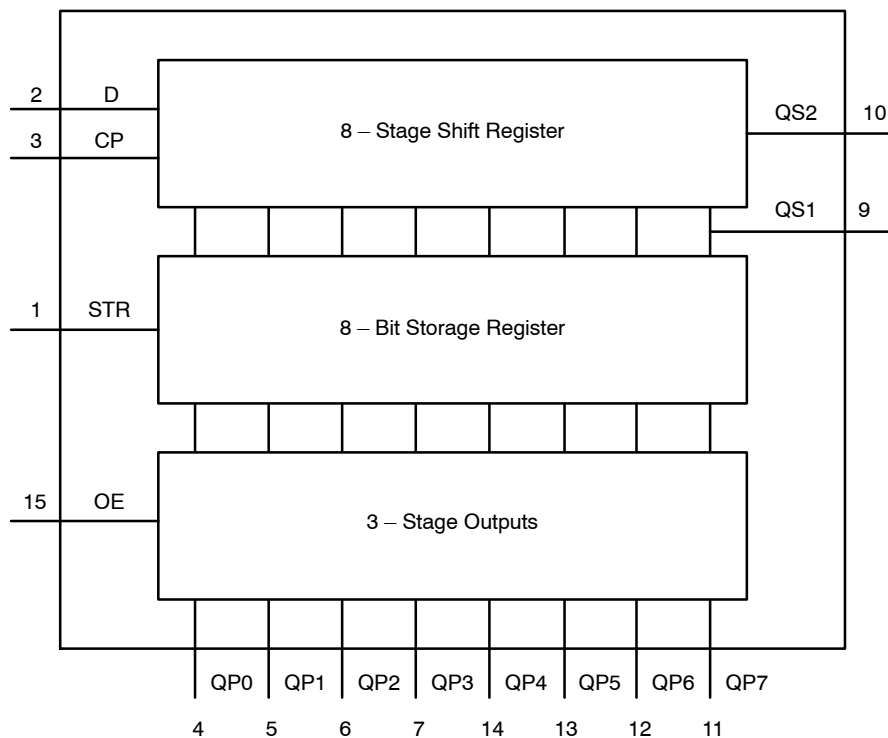 2 D
8 – Stage Shift Register
QS2 10
3 CP
QS1 9
1 STR
8 – Bit Storage Register
15 OE
3 – Stage Outputs
QP0 QP1 QP2 QP3 QP4 QP5 QP6 QP7
4 5 6 7 14 13 12 11